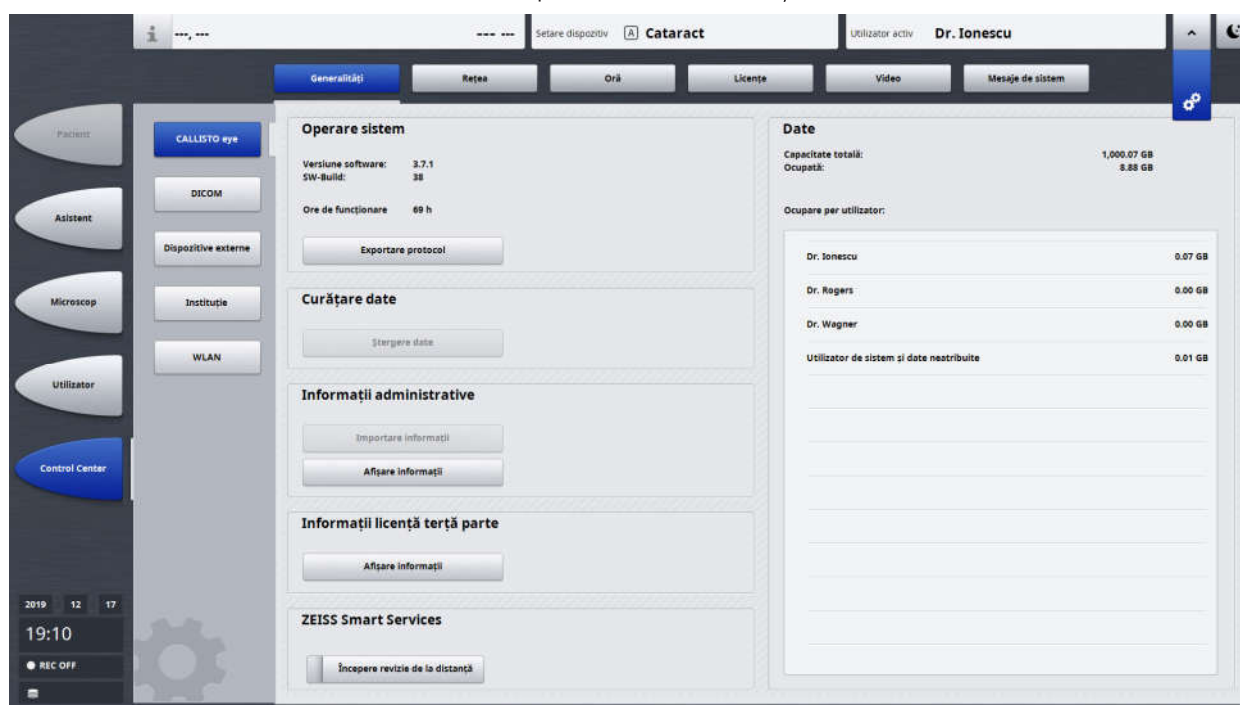 i ---, --- --- ---
Setare dispozitiv A Cataract
Utilizator activ Dr. Ionescu
Generalități
Rețea
Oră
Licențe
Video
Mesaje de sistem
Pacient
Asistent
Microscop
Utilizator
Control Center
2019 12 17
19:10
REC OFF
CALLISTO eye
DICOM
Dispozitive externe
Instituție
WLAN
Operare sistem
Versiune software: 3.7.1
SW-Build: 38
Ore de funcționare 69 h
Exportare protocol
Curățare date
Ștergere date
Informații administrative
Importare informații
Afișare informații
Informații licență terță parte
Afișare informații
ZEISS Smart Services
Începere revizie de la distanță
Date
Capacitate totală: 1,000.07 GB
Ocupată: 8.88 GB
Ocupare per utilizator:
Dr. Ionescu 0.07 GB
Dr. Rogers 0.00 GB
Dr. Wagner 0.00 GB
Utilizator de sistem și date neatribuite 0.01 GB